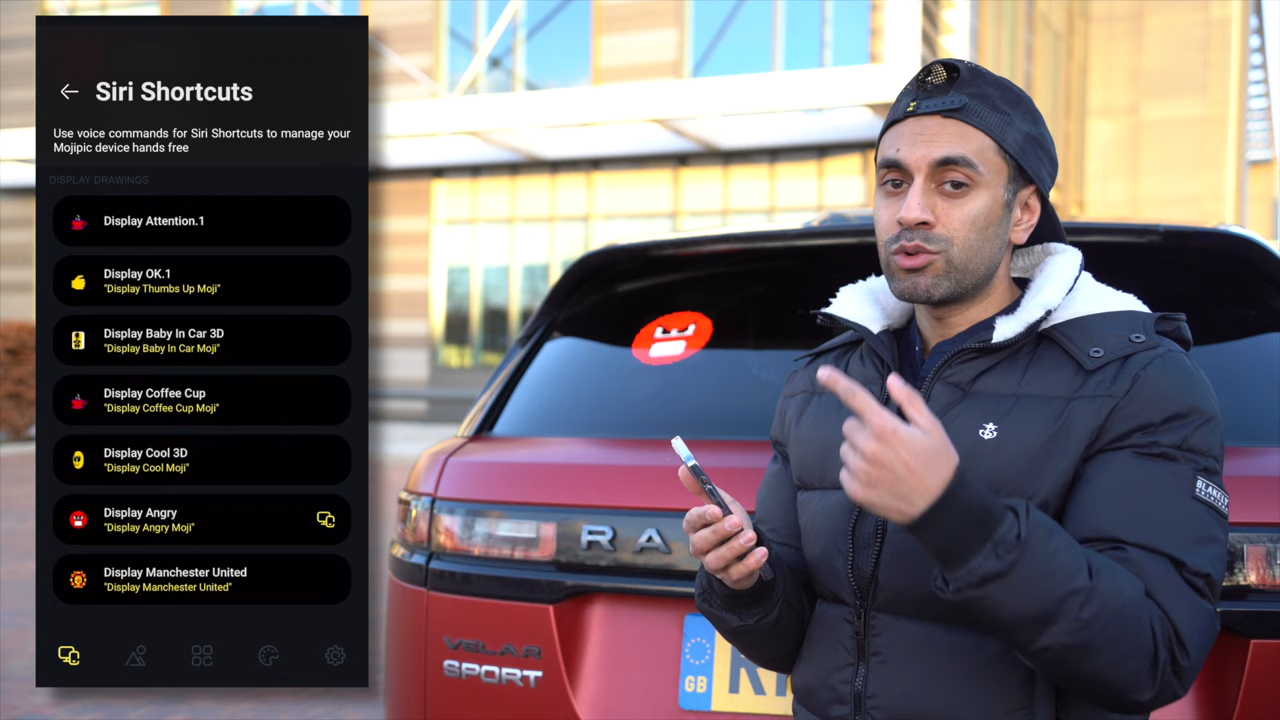 Siri Shortcuts
Use voice commands for Siri Shortcuts to manage your
Mojipic device hands free
DISPLAY DRAWINGS
Display Attention.1
Display OK.1
"Display Thumbs Up Moji"
Display Baby In Car 3D
"Display Baby In Car Moji"
Display Coffee Cup
"Display Coffee Cup Moji"
Display Cool 3D
"Display Cool Moji"
Display Angry
"Display Angry Moji"
Display Manchester United
"Display Manchester United"
RA
VELAR
SPORT
GB
BLAKELY